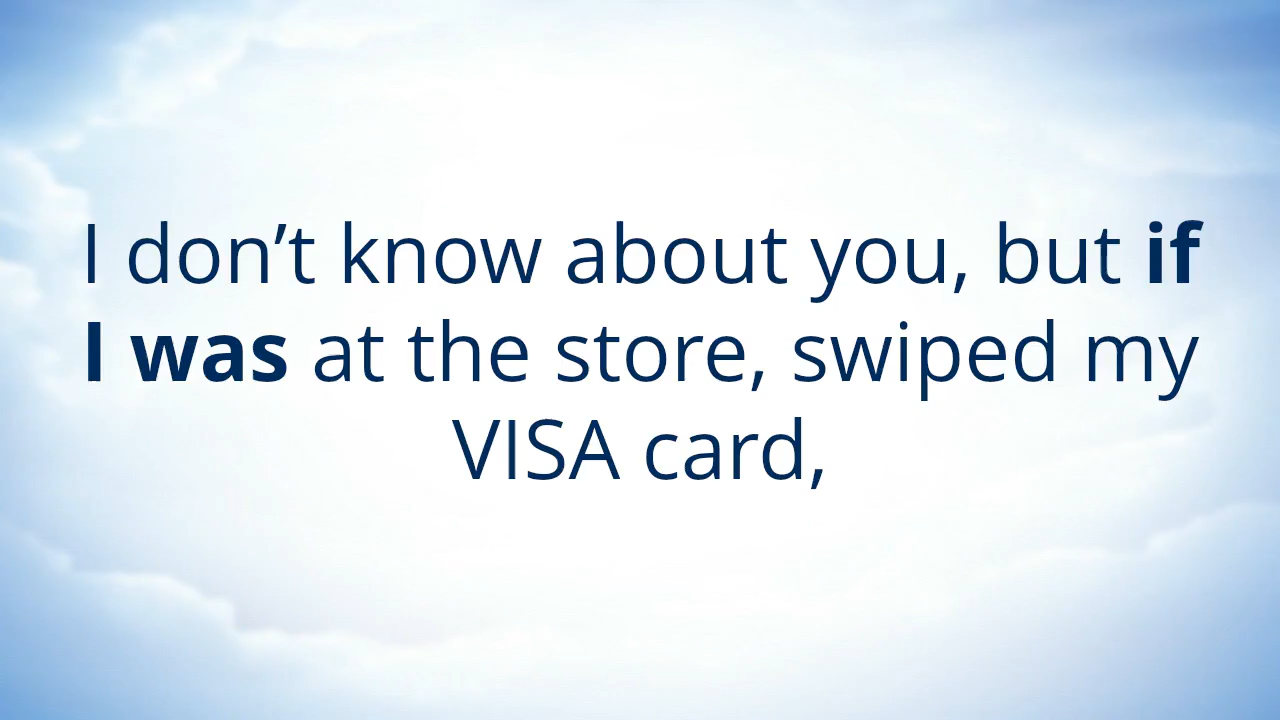 I don’t know about you, but if
I was at the store, swiped my
VISA card,